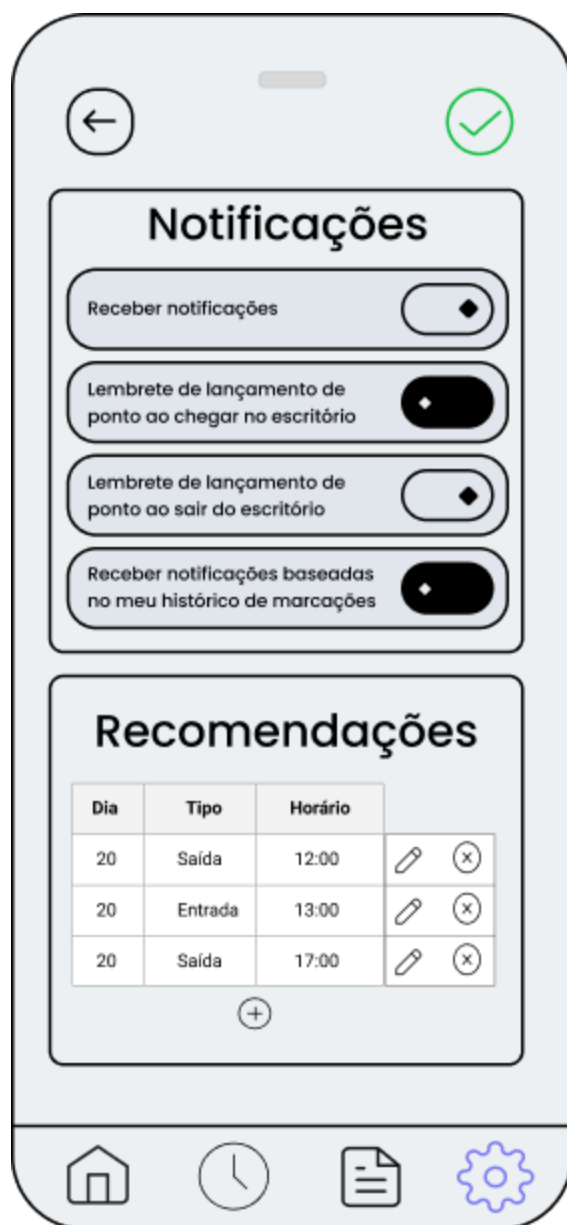 Notificações
Receber notificações
Lembrete de lançamento de
ponto ao chegar no escritório
Lembrete de lançamento de
ponto ao sair do escritório
Receber notificações baseadas
no meu histórico de marcações
Recomendações
Dia Tipo Horário
20 Saída 12:00
20 Entrada 13:00
20 Saída 17:00